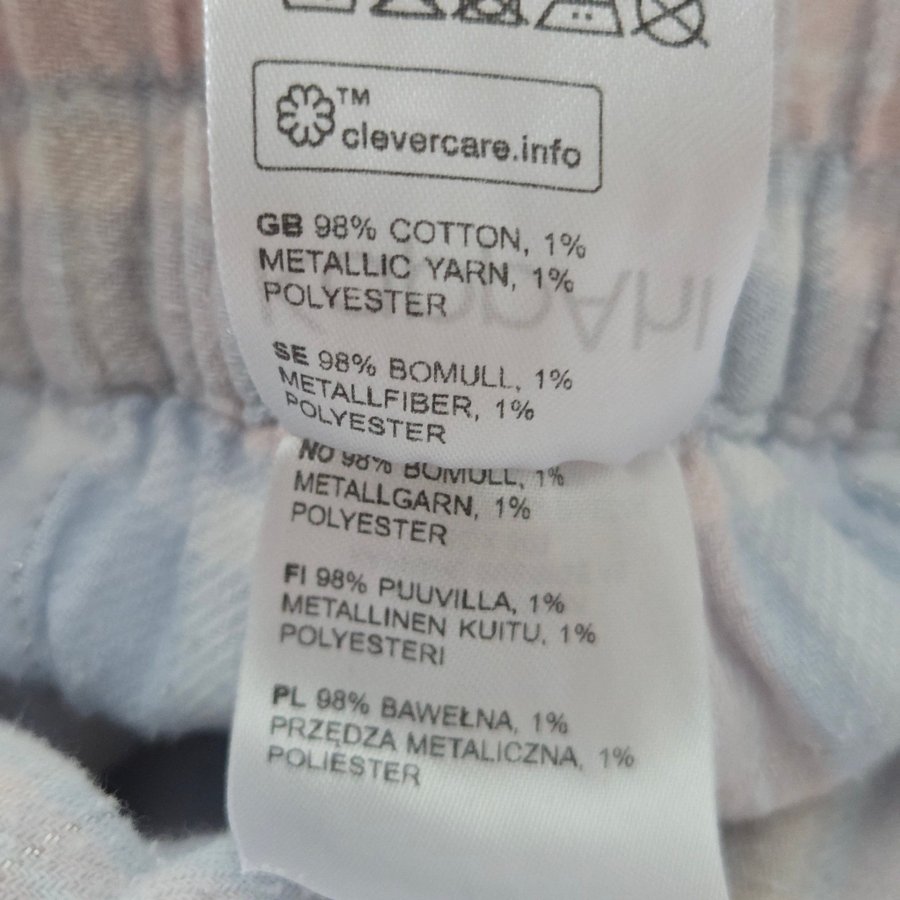 TM
clevercare.info
GB 98% COTTON, 1%
METALLIC YARN, 1%
POLYESTER
SE 98% BOMULL, 1%
METALLFIBER, 1%
POLYESTER
NO 98% BOMULL, 1%
METALLGARN, 1%
POLYESTER
FI 98% PUUVILLA, 1%
METALLINEN KUITU, 1%
POLYESTERI
PL 98% BAWEŁNA, 1%
PRZĘDZA METALICZNA, 1%
POLIESTER